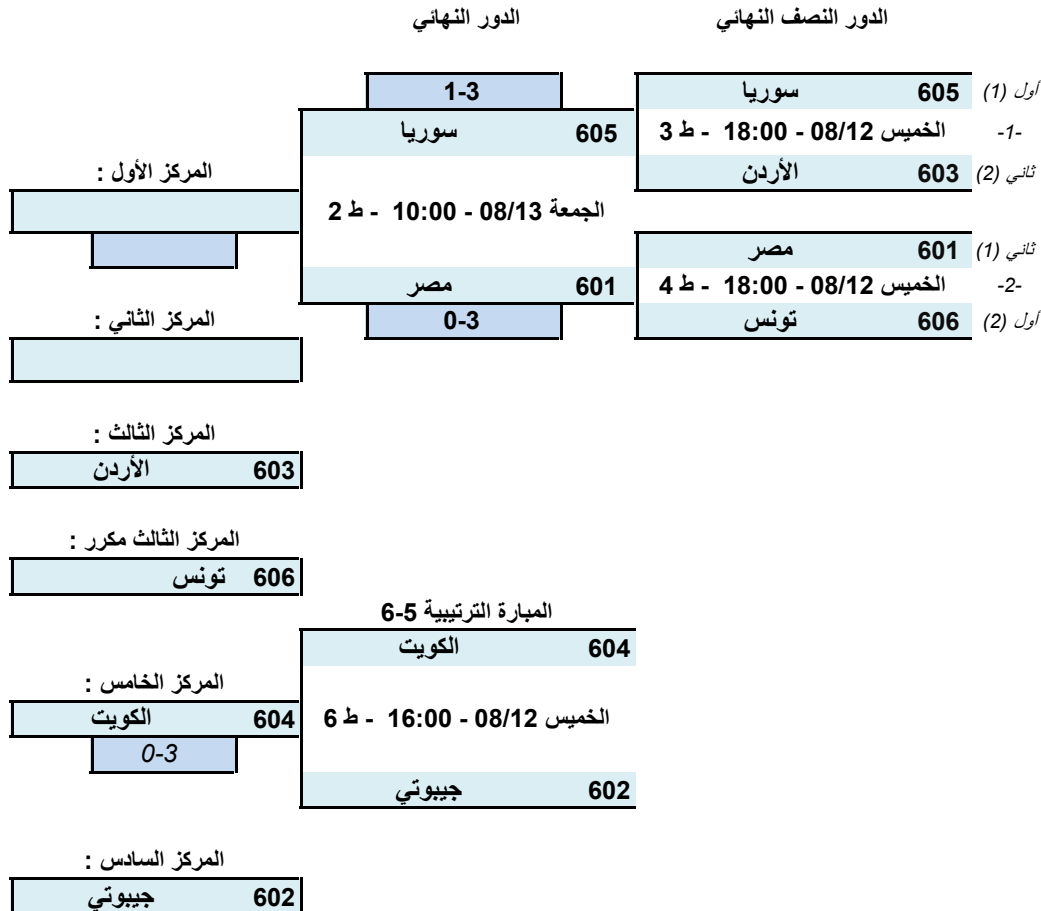 الدور النصف النهائي
الدور النهائي
أول (1) 605 سوريا
-1- الخميس 08/12 - 18:00 - ط 3
ثاني (2) 603 الأردن
ثاني (1) 601 مصر
-2- الخميس 08/12 - 18:00 - ط 4
أول (2) 606 تونس
1-3
605 سوريا
الجمعة 08/13 - 10:00 - ط 2
601 مصر
0-3
المركز الأول :
المركز الثاني :
المركز الثالث :
603 الأردن
المركز الثالث مكرر :
606 تونس
المبارة الترتيبية 5-6
604 الكويت
الخميس 08/12 - 16:00 - ط 6
602 جيبوتي
المركز الخامس :
604 الكويت
0-3
المركز السادس :
602 جيبوتي